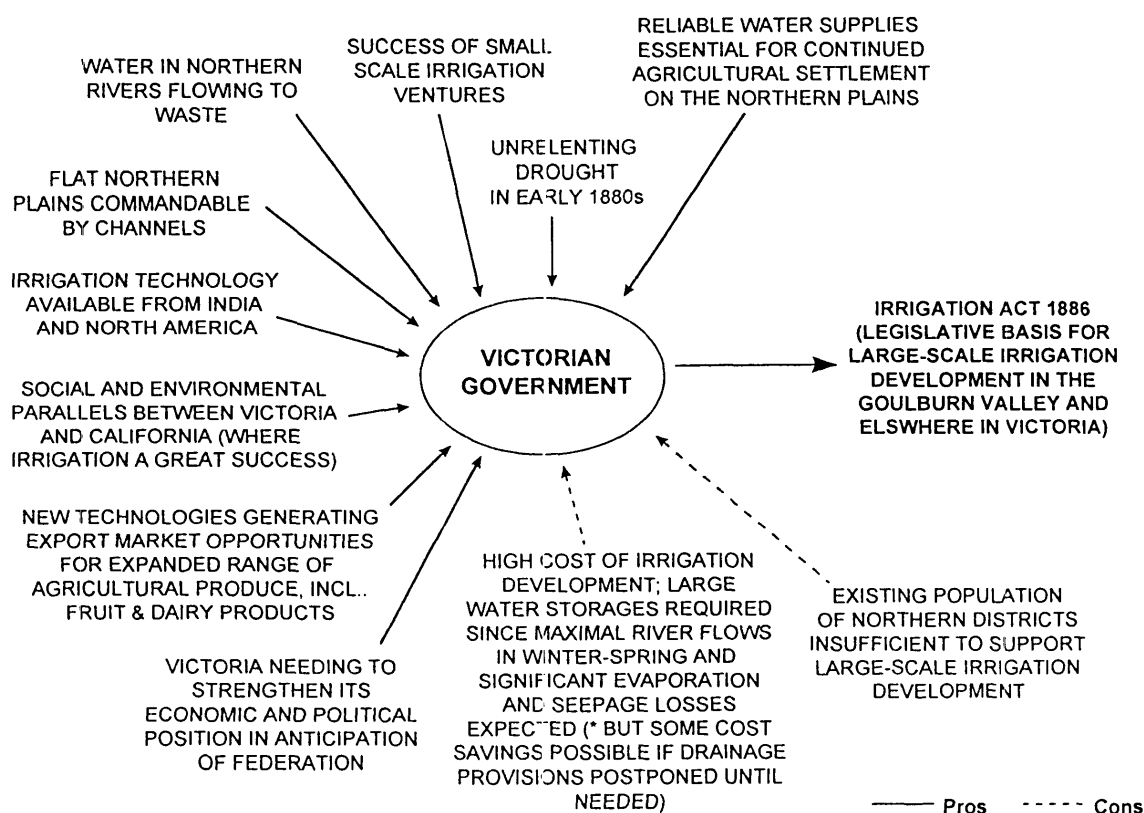 WATER IN NORTHERN
RIVERS FLOWING TO
WASTE
SUCCESS OF SMALL
SCALE IRRIGATION
VENTURES
RELIABLE WATER SUPPLIES
ESSENTIAL FOR CONTINUED
AGRICULTURAL SETTLEMENT
ON THE NORTHERN PLAINS
UNRELENTING
DROUGHT
IN EARLY 1880s
FLAT NORTHERN
PLAINS COMMANDABLE
BY CHANNELS
IRRIGATION TECHNOLOGY
AVAILABLE FROM INDIA
AND NORTH AMERICA
SOCIAL AND ENVIRONMENTAL
PARALLELS BETWEEN VICTORIA
AND CALIFORNIA (WHERE
IRRIGATION A GREAT SUCCESS)
NEW TECHNOLOGIES GENERATING
EXPORT MARKET OPPORTUNITIES
FOR EXPANDED RANGE OF
AGRICULTURAL PRODUCE, INCL..
FRUIT & DAIRY PRODUCTS
VICTORIA NEEDING TO
STRENGTHEN ITS
ECONOMIC AND POLITICAL
POSITION IN ANTICIPATION
OF FEDERATION
VICTORIAN
GOVERNMENT
IRRIGATION ACT 1886
(LEGISLATIVE BASIS FOR
LARGE-SCALE IRRIGATION
DEVELOPMENT IN THE
GOULBURN VALLEY AND
ELSWHERE IN VICTORIA)
HIGH COST OF IRRIGATION
DEVELOPMENT; LARGE
WATER STORAGES REQUIRED
SINCE MAXIMAL RIVER FLOWS
IN WINTER-SPRING AND
SIGNIFICANT EVAPORATION
AND SEEPAGE LOSSES
EXPECTED (* BUT SOME COST
SAVINGS POSSIBLE IF DRAINAGE
PROVISIONS POSTPONED UNTIL
NEEDED)
EXISTING POPULATION
OF NORTHERN DISTRICTS
INSUFFICIENT TO SUPPORT
LARGE-SCALE IRRIGATION
DEVELOPMENT
Pros
Cons